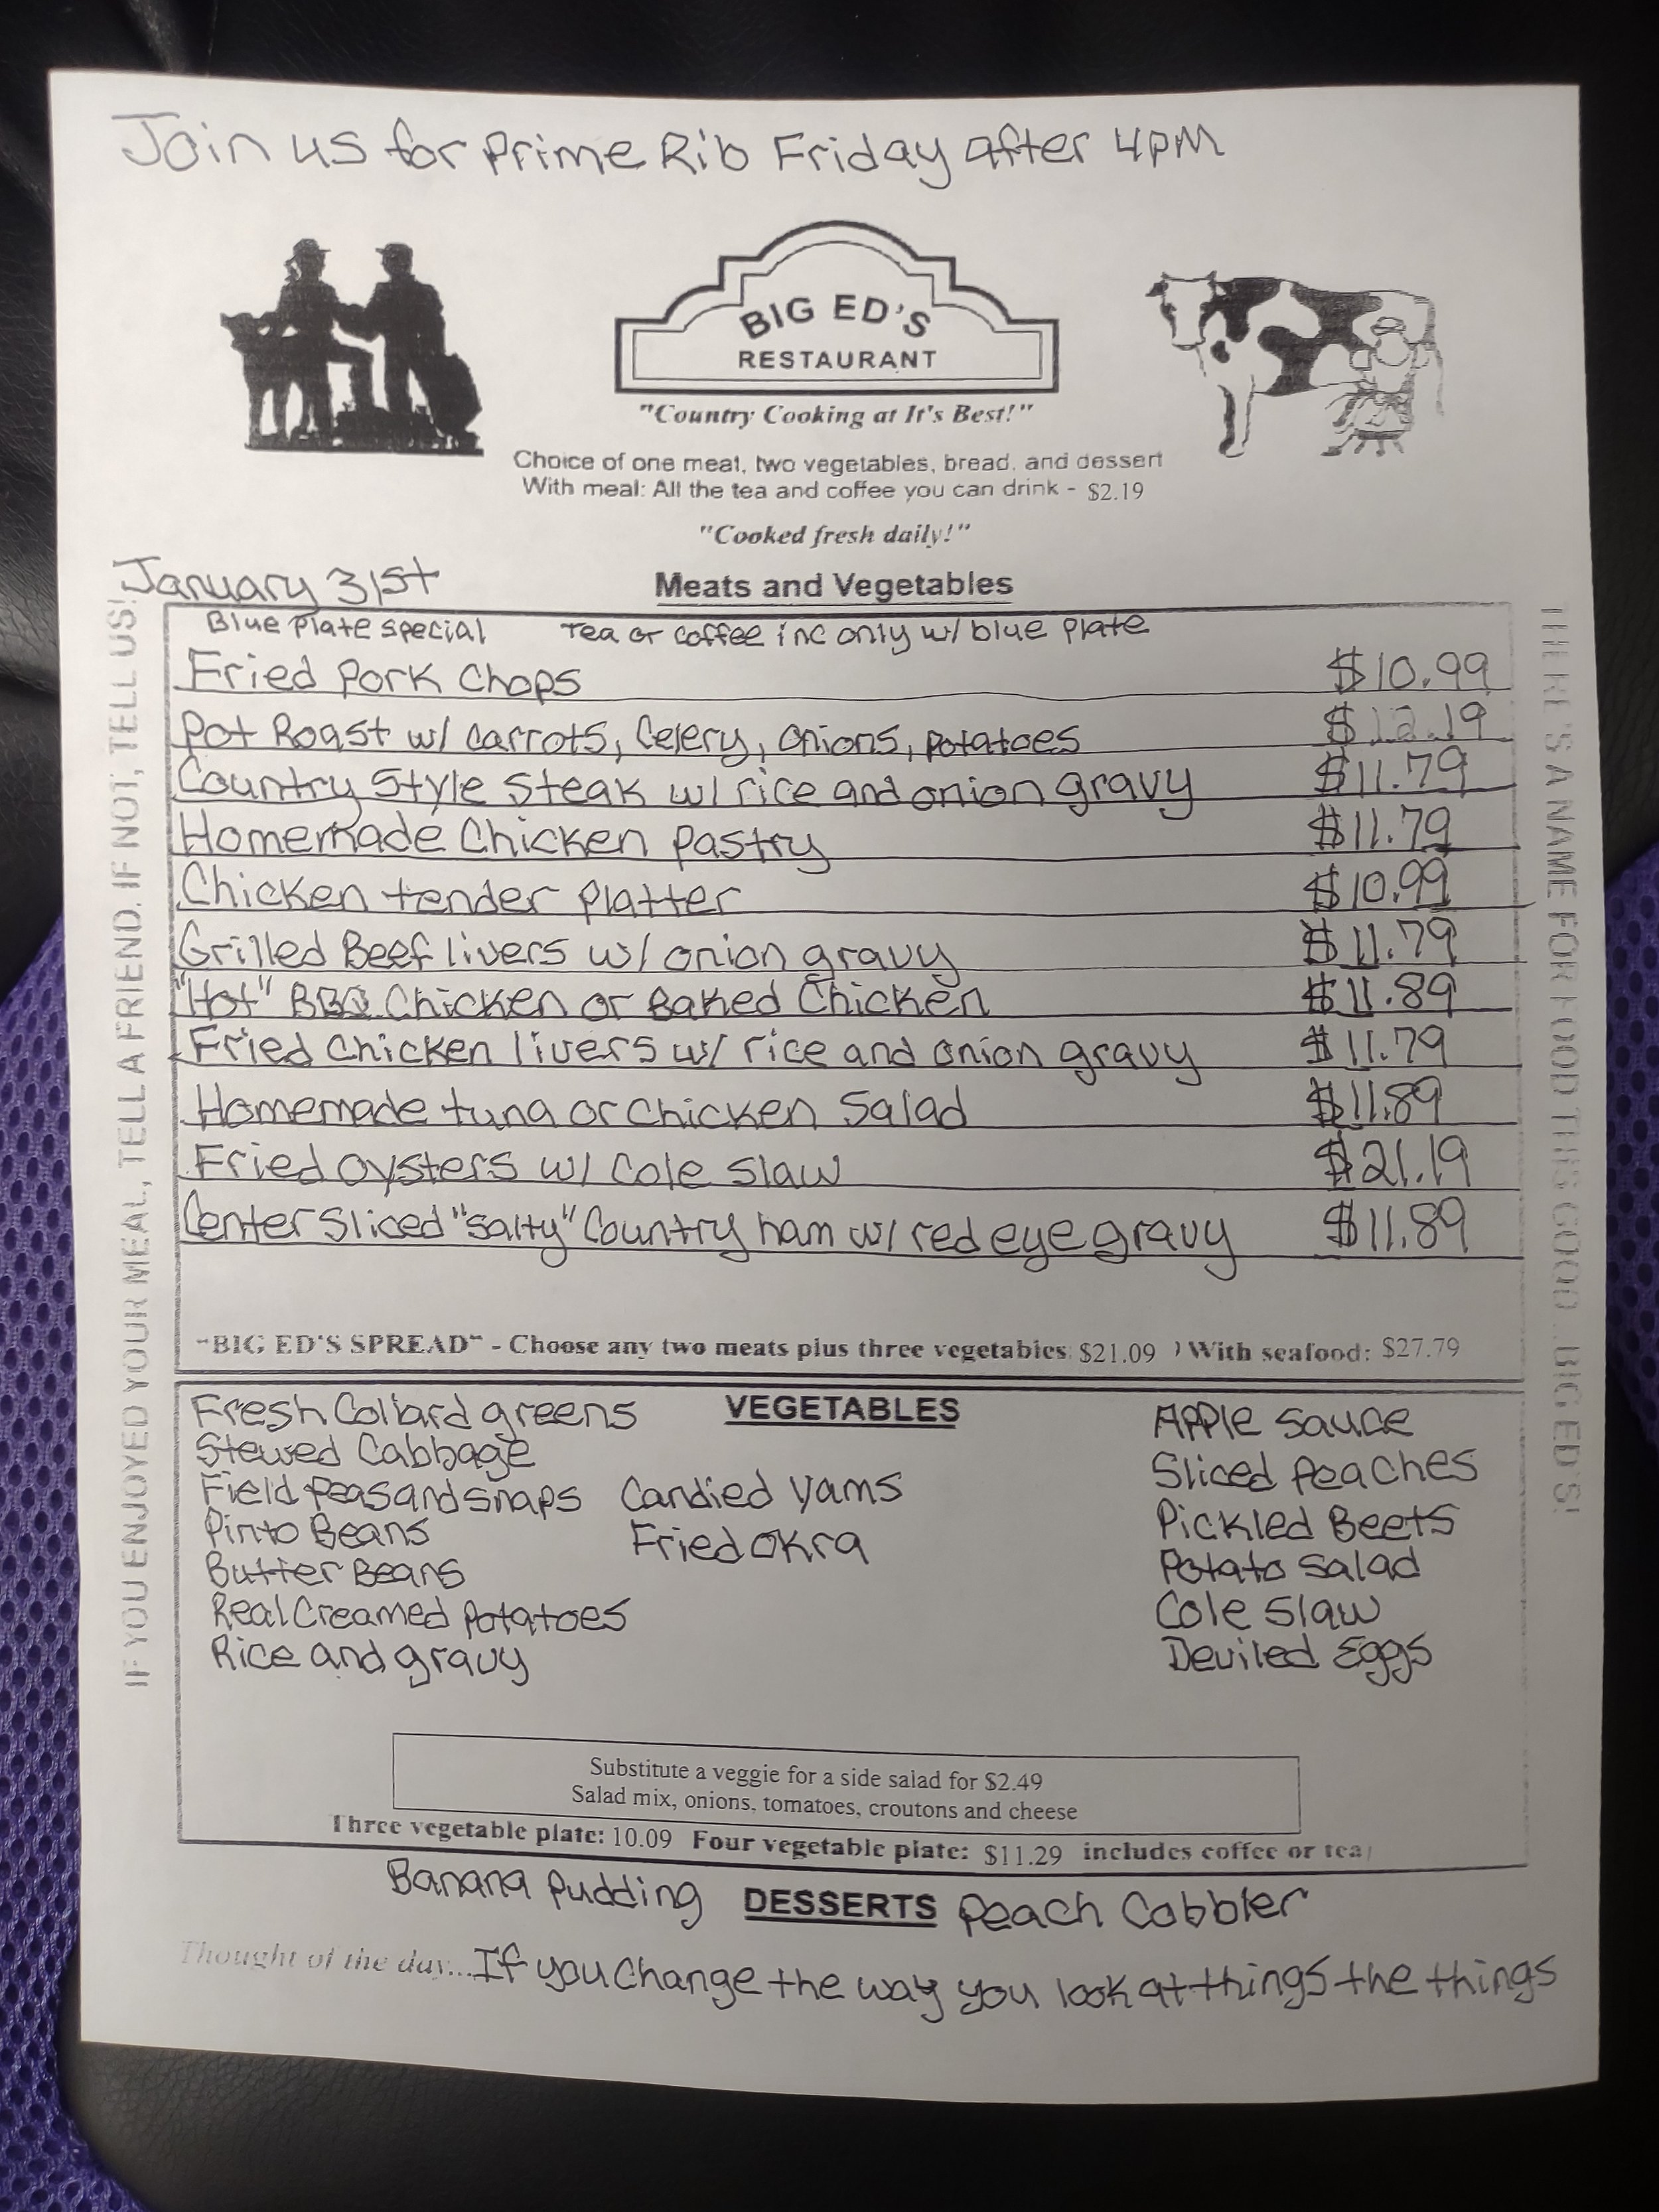 Join us for Prime Rib Friday after 4PM
BIG ED'S
RESTAURANT
"Country Cooking at It's Best!"
Choice of one meat, two vegetables, bread, and dessert
With meal: All the tea and coffee you can drink - $2.19
"Cooked fresh daily!"
January 31st
Meats and Vegetables
Blue Plate special Tea or coffee inc only w/ blue plate
Fried Pork Chops $10.99
Pot Roast w/ carrots, Celery, onions, potatoes $12.19
Country Style Steak w/ rice and onion gravy $11.79
Homemade Chicken Pastry $11.79
Chicken tender Platter $10.99
Grilled Beef livers w/ onion gravy $11.79
"Hot" BBQ Chicken or Baked Chicken $11.89
Fried Chicken livers w/ rice and onion gravy $11.79
Homemade tuna or Chicken Salad $11.89
Fried Oysters w/ Cole Slaw $21.19
Center Sliced "Salty" Country ham w/ red eye gravy $11.89
"BIG ED'S SPREAD" - Choose any two meats plus three vegetables $21.09 ) With seafood: $27.79
IF YOU ENJOYED YOUR MEAL, TELL A FRIEND. IF NOT, TELL US!
THERE'S A NAME FOR FOOD THIS GOOD...BIG ED'S!
VEGETABLES
Fresh Collard greens
Stewed Cabbage
Field Peas and snaps
Pinto Beans
Butter Beans
Real Creamed Potatoes
Rice and gravy
Candied Yams
Fried Okra
Apple Sauce
Sliced Peaches
Pickled Beets
Potato Salad
Cole Slaw
Deviled Eggs
Substitute a veggie for a side salad for $2.49
Salad mix, onions, tomatoes, croutons and cheese
Three vegetable plate: 10.09 Four vegetable plate: $11.29 includes coffee or tea
Banana Pudding DESSERTS Peach Cobbler
Thought of the day...If you change the way you look at things the things